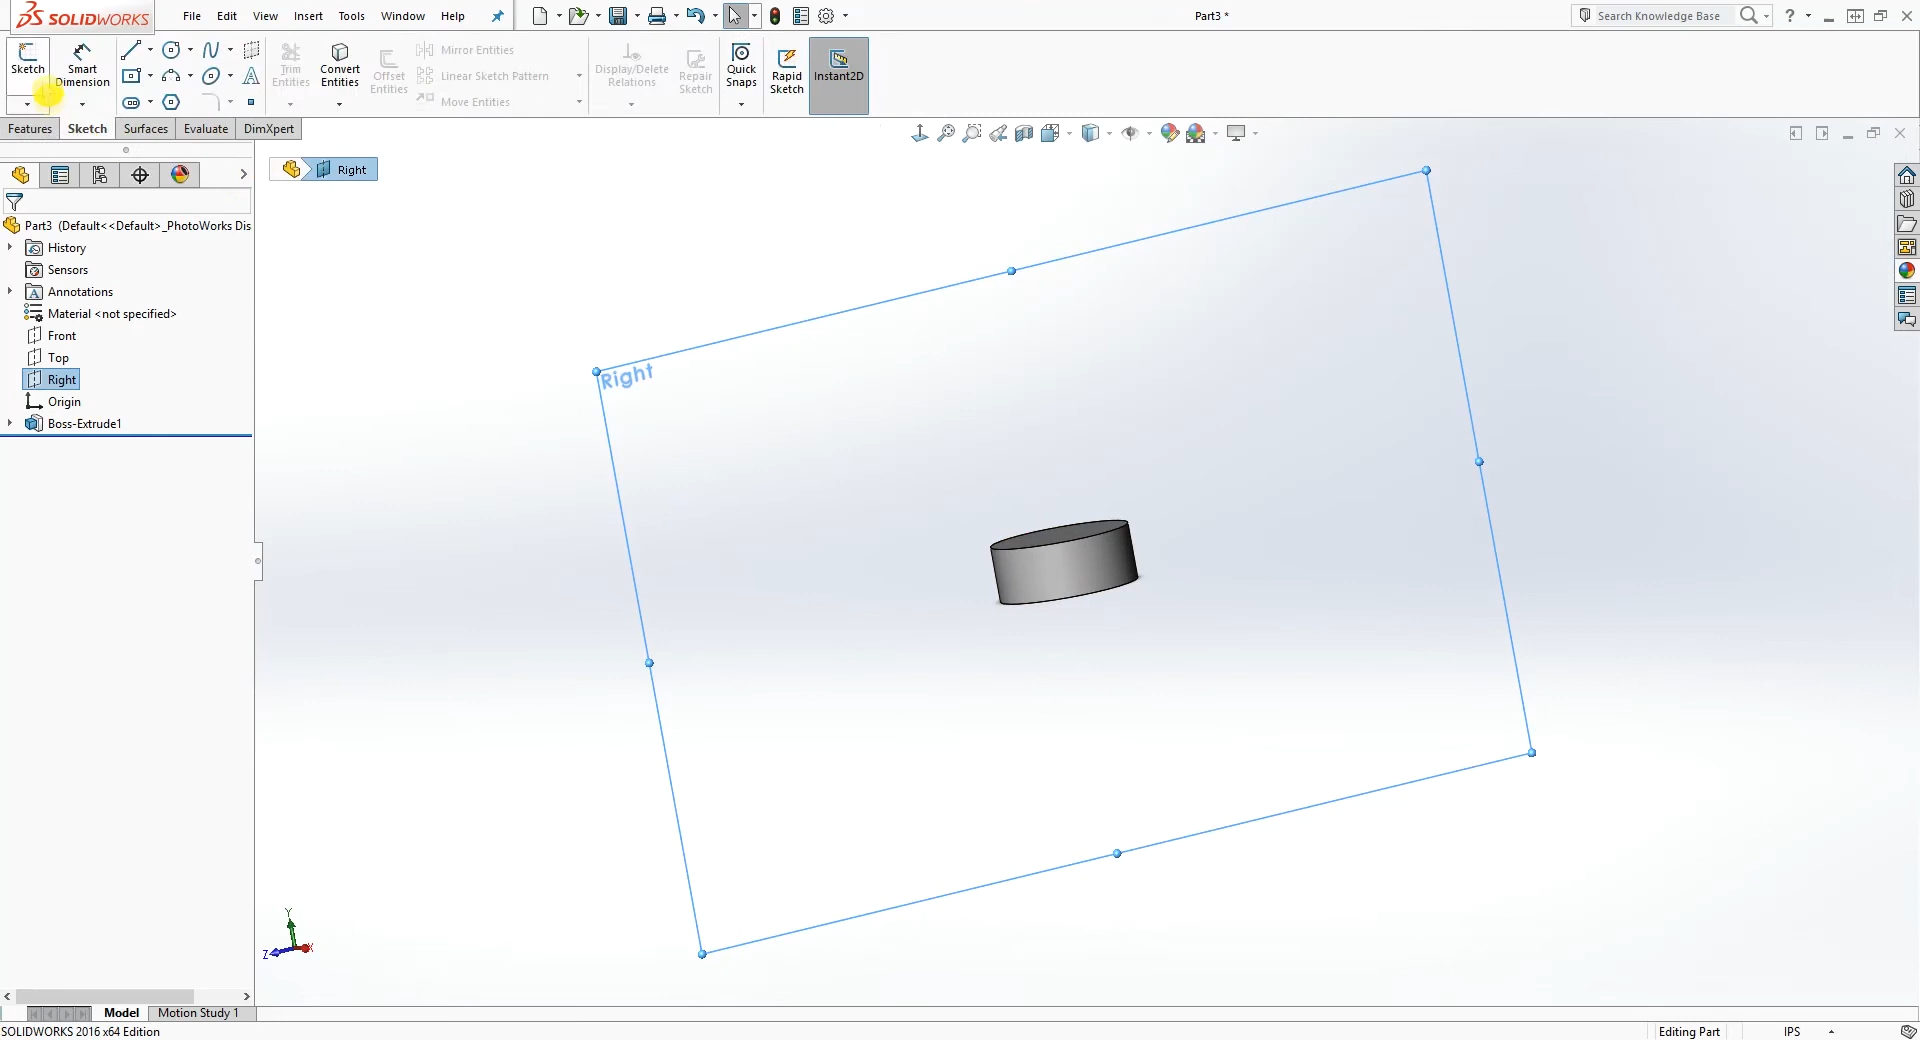 SOLIDWORKS
File Edit View Insert Tools Window Help
Part3 *
Search Knowledge Base
?
Sketch
Smart
Dimension
Trim
Entities
Convert
Entities
Offset
Entities
Mirror Entities
Linear Sketch Pattern
Move Entities
Display/Delete
Relations
Repair
Sketch
Quick
Snaps
Rapid
Sketch
Instant2D
Features Sketch Surfaces Evaluate DimXpert
Right
Part3 (Default<<Default>_PhotoWorks Dis
History
Sensors
Annotations
Material <not specified>
Front
Top
Right
Origin
Boss-Extrude1
Right
Y
Z X
Model Motion Study 1
SOLIDWORKS 2016 x64 Edition
Editing Part
IPS